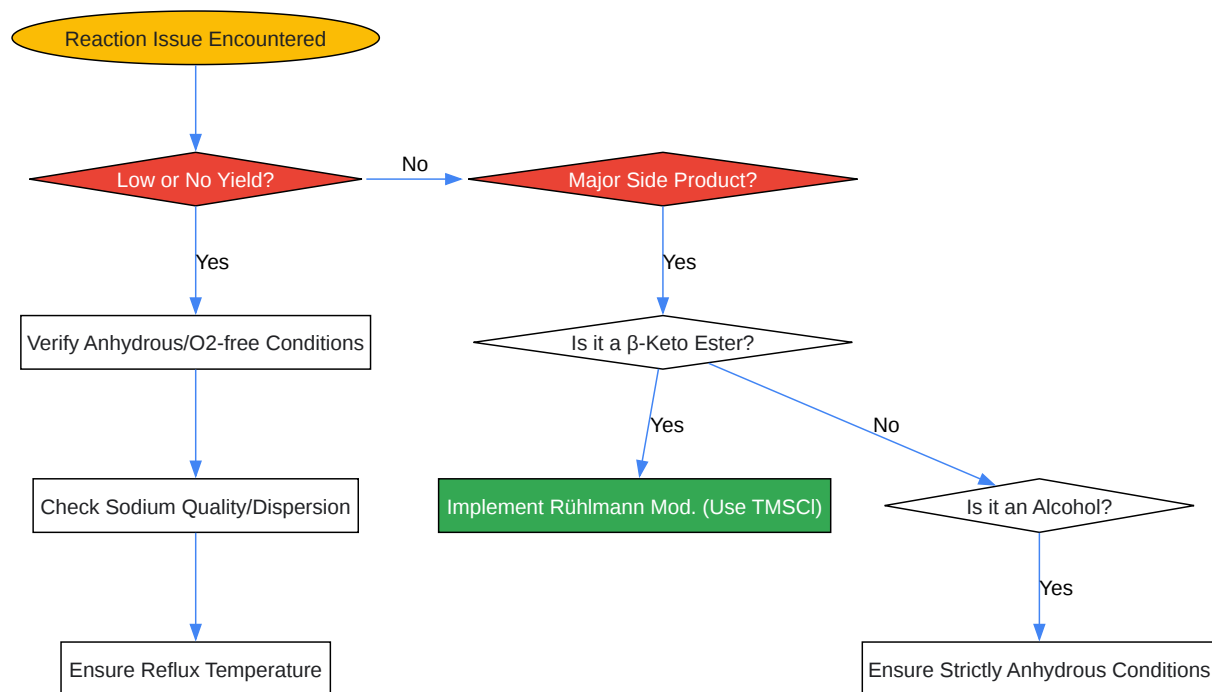 Reaction Issue Encountered
Low or No Yield?
No
Major Side Product?
Yes
Yes
Verify Anhydrous/O2-free Conditions
Is it a β-Keto Ester?
Yes
No
Check Sodium Quality/Dispersion
Implement Rühlmann Mod. (Use TMSCl)
Is it an Alcohol?
Yes
Ensure Reflux Temperature
Ensure Strictly Anhydrous Conditions